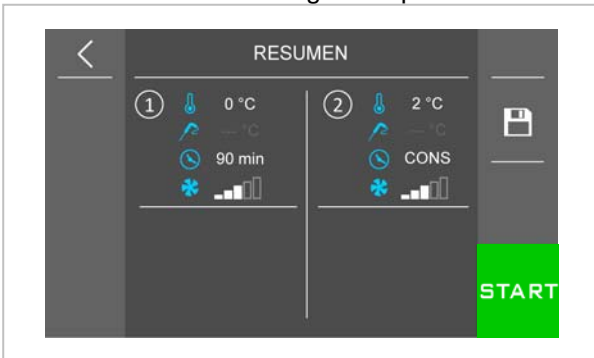 RESUMEN
1 0 °C
--- °C
90 min
2 2 °C
--- °C
CONS
START